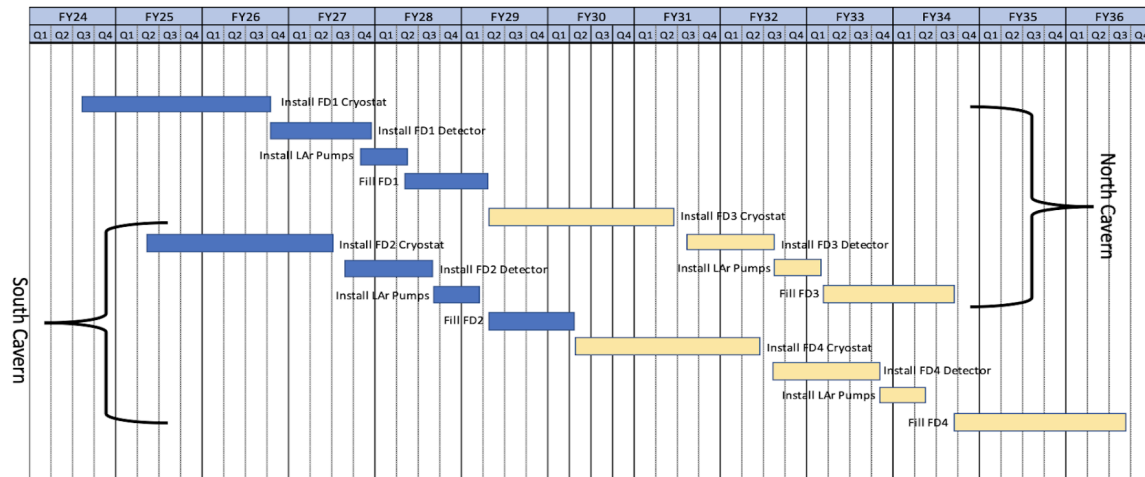 FY24 FY25 FY26 FY27 FY28 FY29 FY30 FY31 FY32 FY33 FY34 FY35 FY36
Q1 Q2 Q3 Q4 Q1 Q2 Q3 Q4 Q1 Q2 Q3 Q4 Q1 Q2 Q3 Q4 Q1 Q2 Q3 Q4 Q1 Q2 Q3 Q4 Q1 Q2 Q3 Q4 Q1 Q2 Q3 Q4 Q1 Q2 Q3 Q4 Q1 Q2 Q3 Q4 Q1 Q2 Q3 Q4 Q1 Q2 Q3 Q4 Q1 Q2 Q3 Q4
Install FD1 Cryostat
Install FD1 Detector
Install LAr Pumps
Fill FD1
North Cavern
Install FD3 Cryostat
Install FD2 Cryostat
Install FD3 Detector
Install FD2 Detector
Install LAr Pumps
Install LAr Pumps
Fill FD3
Fill FD2
South Cavern
Install FD4 Cryostat
Install FD4 Detector
Install LAr Pumps
Fill FD4